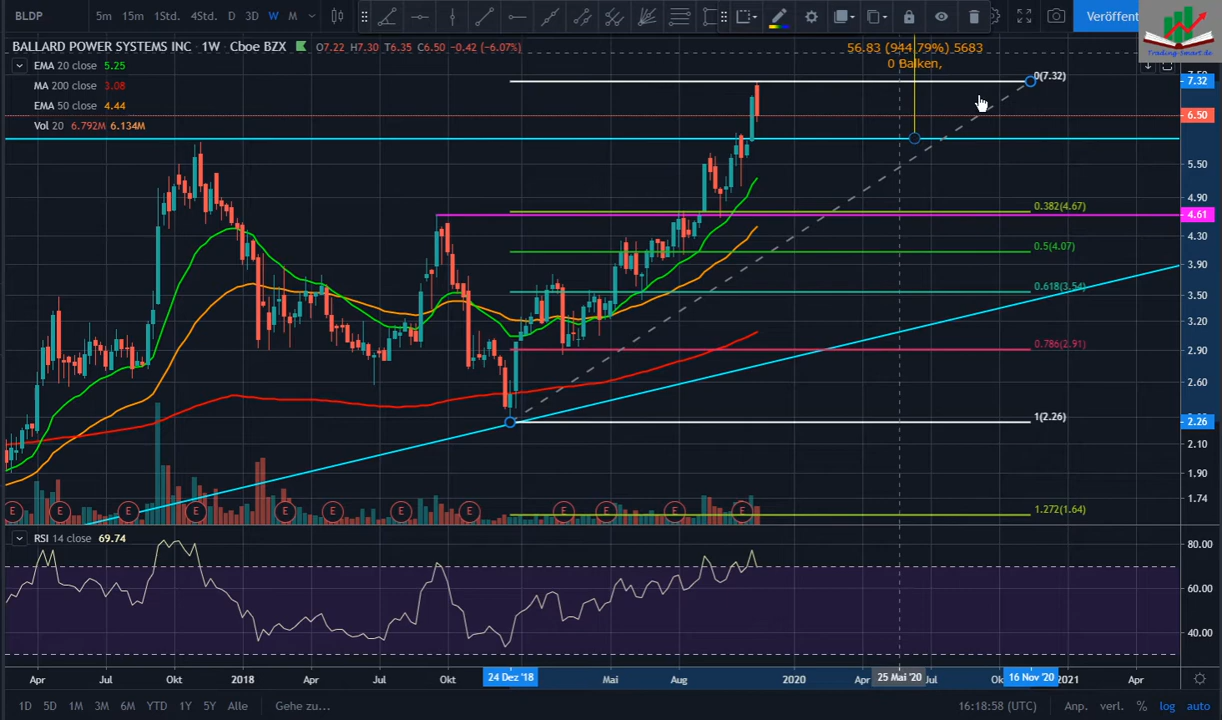 BLDP 5m 15m 1Std. 4Std. D 3D W M Veröffent
Trading-Smart.de
BALLARD POWER SYSTEMS INC · 1W · Cboe BZX O7.22 H7.30 T6.35 C6.50 −0.42 (−6.07%)
56.83 (944.79%) 5683
0 Balken,
EMA 20 close 5.25
MA 200 close 3.08
EMA 50 close 4.44
Vol 20 6.792M 6.134M
0(7.32)
7.32
6.50
5.50
4.90
0.382(4.67)
4.61
4.30
0.5(4.07)
3.90
0.618(3.54)
3.50
3.20
0.786(2.91)
2.90
2.60
1(2.26)
2.26
2.10
1.90
1.74
1.272(1.64)
E E E E E E E E E E E E
RSI 14 close 69.74
80.00
60.00
40.00
Apr Jul Okt 2018 Apr Jul Okt 24 Dez '18 Mai Aug 2020 Apr 25 Mai '20 Jul 16 Nov '20 2021 Apr
1D 5D 1M 3M 6M YTD 1Y 5Y Alle Gehe zu... 16:18:58 (UTC) Anp. verl. % log auto